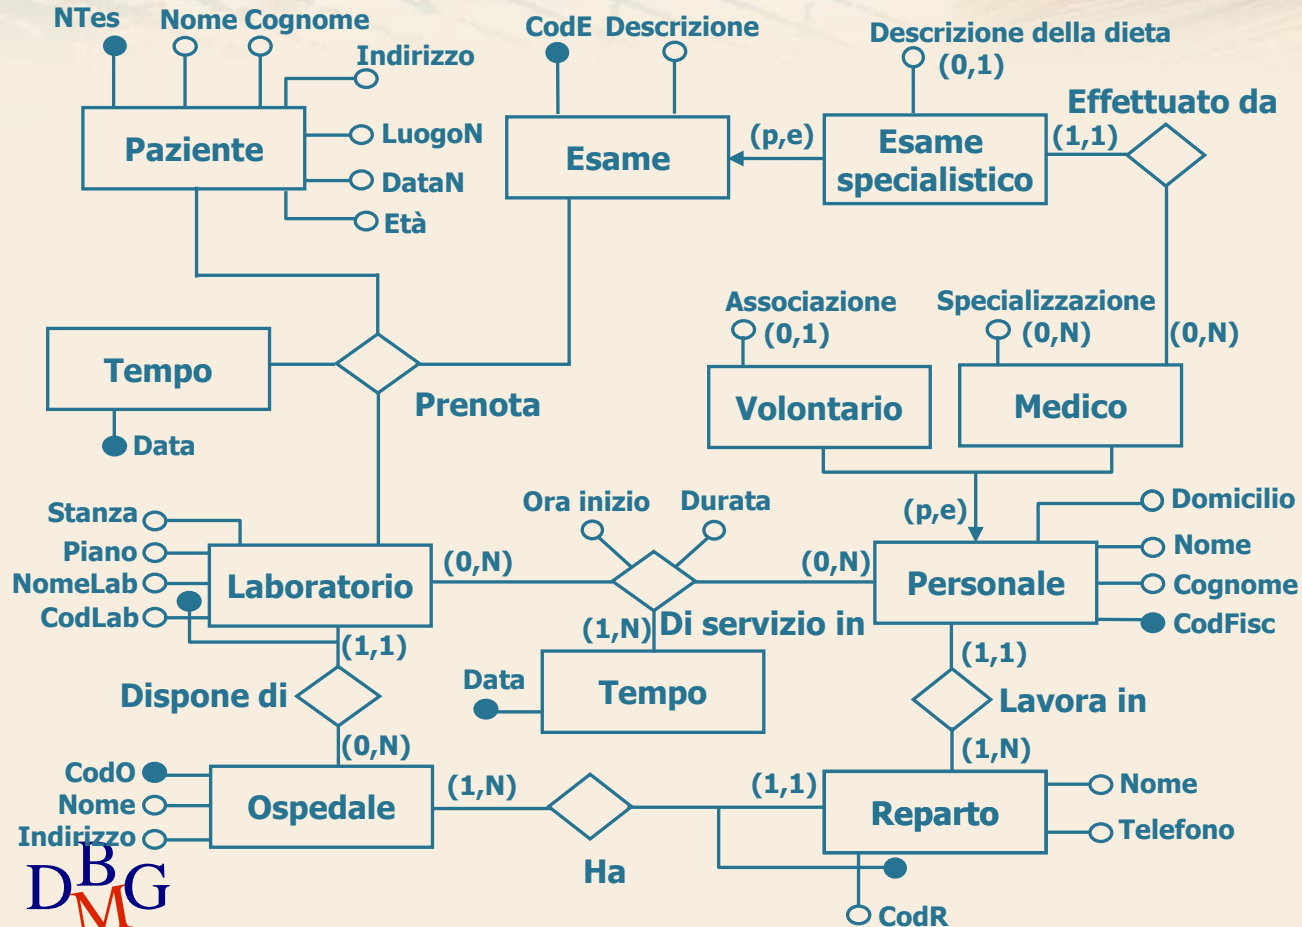 NTes
Nome Cognome
Indirizzo
LuogoN
DataN
Età
Paziente
CodE Descrizione
Esame
(p,e)
Descrizione della dieta
(0,1)
Esame
specialistico
Effettuato da
(1,1)
(0,N)
Tempo
Data
Prenota
Associazione
(0,1)
Volontario
Specializzazione
(0,N)
Medico
(p,e)
Stanza
Piano
NomeLab
CodLab
Laboratorio
(0,N)
Ora inizio
Durata
(0,N)
Di servizio in
(1,N)
Data
Tempo
Personale
Domicilio
Nome
Cognome
CodFisc
(1,1)
Dispone di
(0,N)
(1,1)
Lavora in
(1,N)
CodO
Nome
Indirizzo
Ospedale
(1,N)
Ha
(1,1)
Reparto
Nome
Telefono
CodR
DBMG